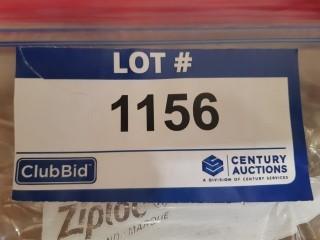 LOT #
1156
ClubBid
CENTURY
AUCTIONS
A DIVISION OF CENTURY SERVICES
Ziploc